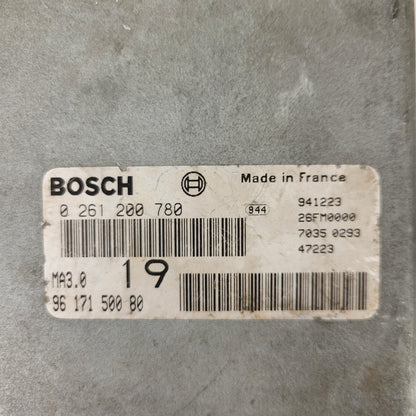 BOSCH Made in France
0 261 200 780 944 941223
26FM0000
7035 0293
47223
MA3.0 19
96 171 500 80